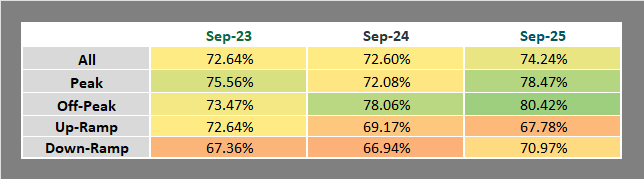 Sep-23 Sep-24 Sep-25
All 72.64% 72.60% 74.24%
Peak 75.56% 72.08% 78.47%
Off-Peak 73.47% 78.06% 80.42%
Up-Ramp 72.64% 69.17% 67.78%
Down-Ramp 67.36% 66.94% 70.97%